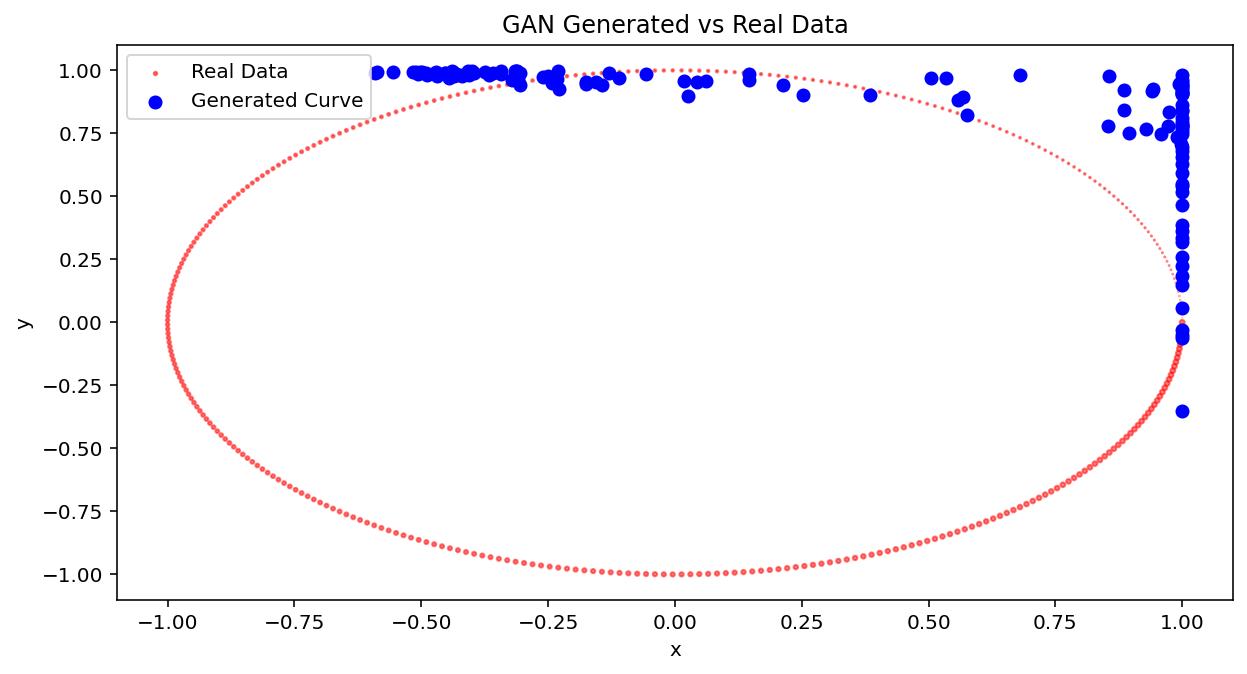 GAN Generated vs Real Data
Real Data
Generated Curve
1.00
0.75
0.50
0.25
0.00
−0.25
−0.50
−0.75
−1.00
y
−1.00 −0.75 −0.50 −0.25 0.00 0.25 0.50 0.75 1.00
x